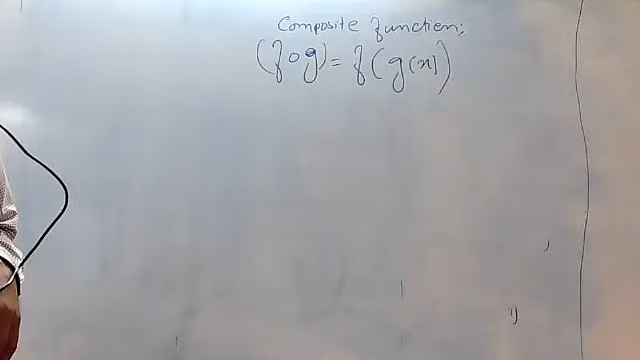 Composite function;
(fog) = f(g(x))